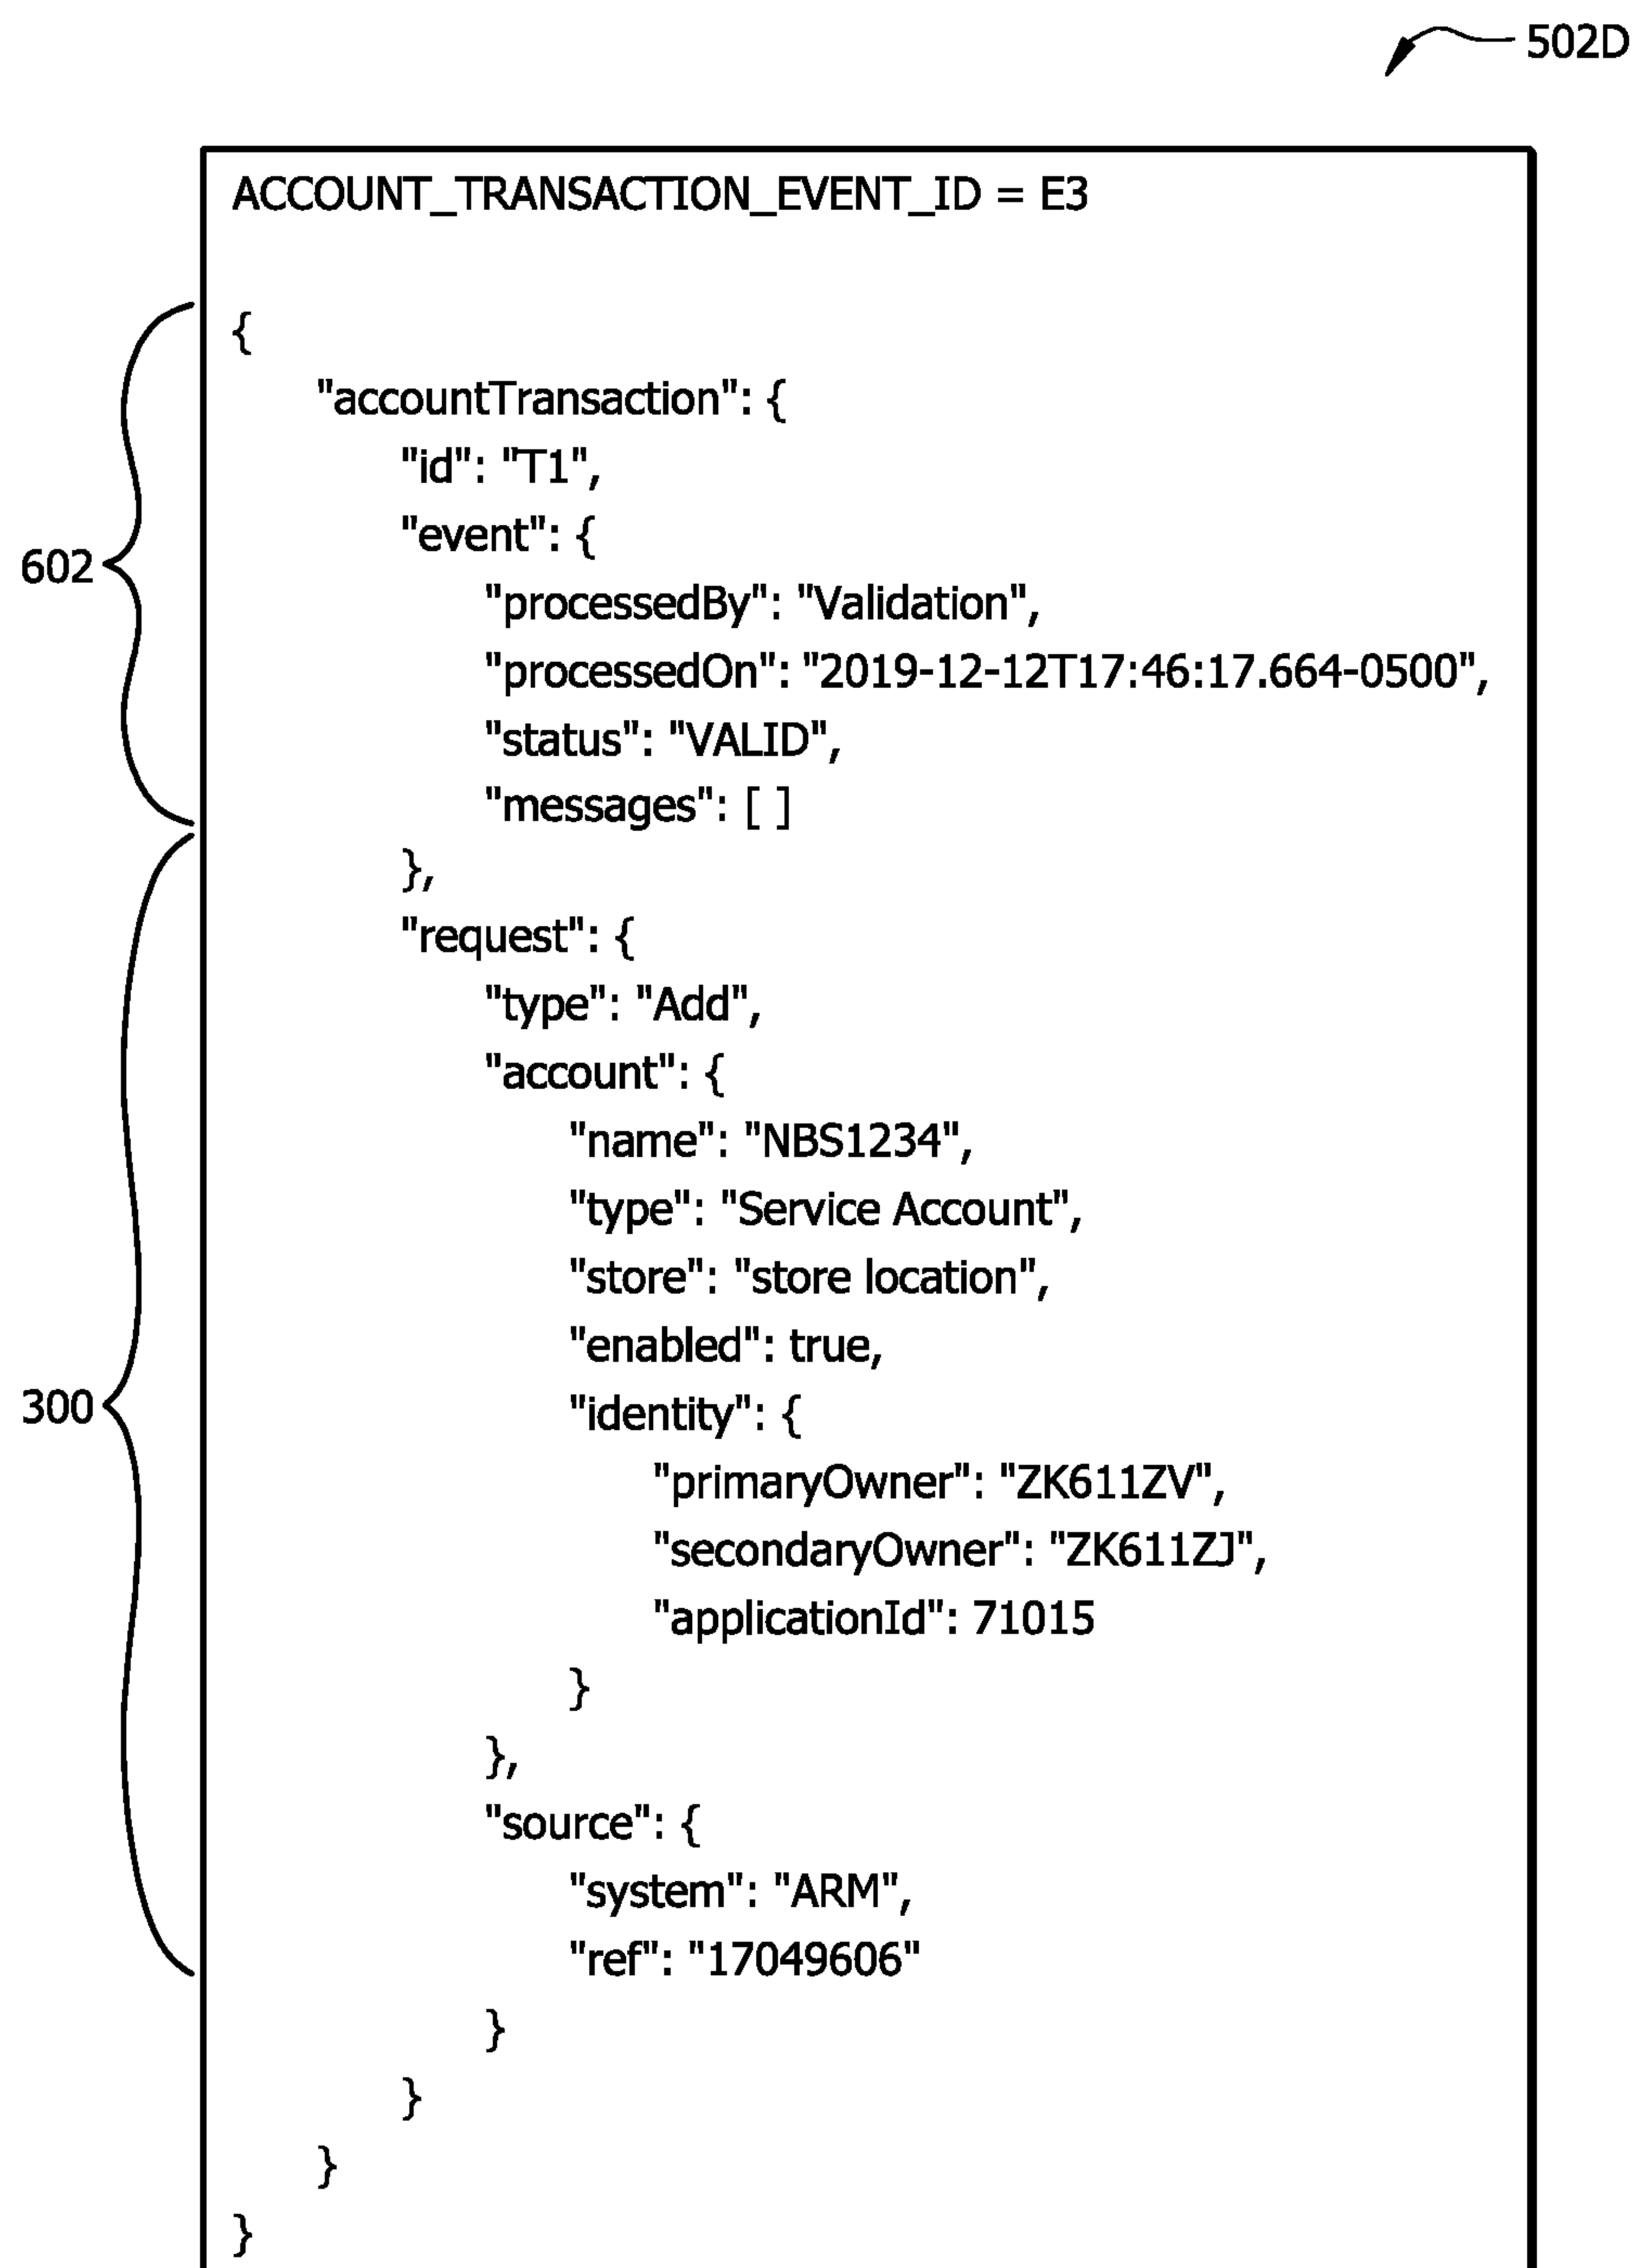 502D
ACCOUNT_TRANSACTION_EVENT_ID = E3
{
"accountTransaction": {
"id": "T1",
"event": {
602
"processedBy": "Validation",
"processedOn": "2019-12-12T17:46:17.664-0500",
"status": "VALID",
"messages": [ ]
},
"request": {
"type": "Add",
"account": {
"name": "NBS1234",
"type": "Service Account",
"store": "store location",
"enabled": true,
300
"identity": {
"primaryOwner": "ZK611ZV",
"secondaryOwner": "ZK611ZJ",
"applicationId": 71015
}
},
"source": {
"system": "ARM",
"ref": "17049606"
}
}
}
}